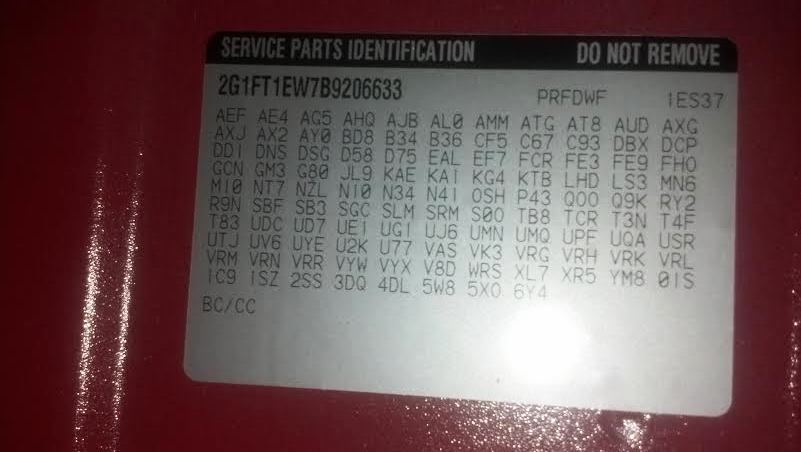 SERVICE PARTS IDENTIFICATION DO NOT REMOVE
2G1FT1EW7B9206633 PRFDWF 1ES37
AEF AE4 AG5 AHQ AJB AL0 AMM ATG AT8 AUD AXG
AXJ AX2 AY0 BD8 B34 B36 CF5 C67 C93 DBX DCP
DD1 DNS DSG D58 D75 EAL EF7 FCR FE3 FE9 FHO
GCN GM3 G80 JL9 KAE KA1 KG4 KTB LHD LS3 MN6
M10 NT7 NZL N10 N34 N41 OSH P43 Q00 Q9K RY2
R9N SBF SB3 SGC SLM SRM S00 TB8 TCR T3N T4F
T83 UDC UD7 UE1 UG1 UJ6 UMN UMQ UPF UQA USR
UTJ UV6 UYE U2K U77 VAS VK3 VRG VRH VRK VRL
VRM VRN VRR VYW VYX V8D WRS XL7 XR5 YM8 01S
1C9 1SZ 2SS 3DQ 4DL 5W8 5X0 6Y4
BC/CC